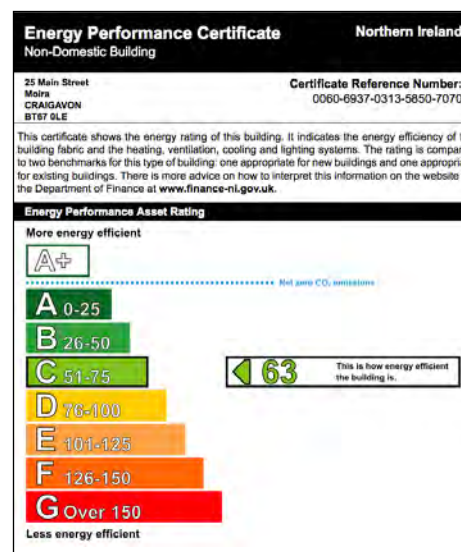 Energy Performance Certificate
Northern Ireland
Non-Domestic Building
25 Main Street
Moira
CRAIGAVON
BT67 0LE
Certificate Reference Number:
0060-6937-0313-5850-7070
This certificate shows the energy rating of this building. It indicates the energy efficiency of
building fabric and the heating, ventilation, cooling and lighting systems. The rating is
to two benchmarks for this type of building: one appropriate for new buildings and one
for existing buildings. There is more advice on how to interpret this information on the website
the Department of Finance at www.finance-ni.gov.uk.
Energy Performance Asset Rating
More energy efficient
A+
Net zero CO₂ emissions
A 0-25
B 26-50
C 51-75
63
This is how energy efficient
the building is.
D 76-100
E 101-125
F 126-150
G Over 150
Less energy efficient